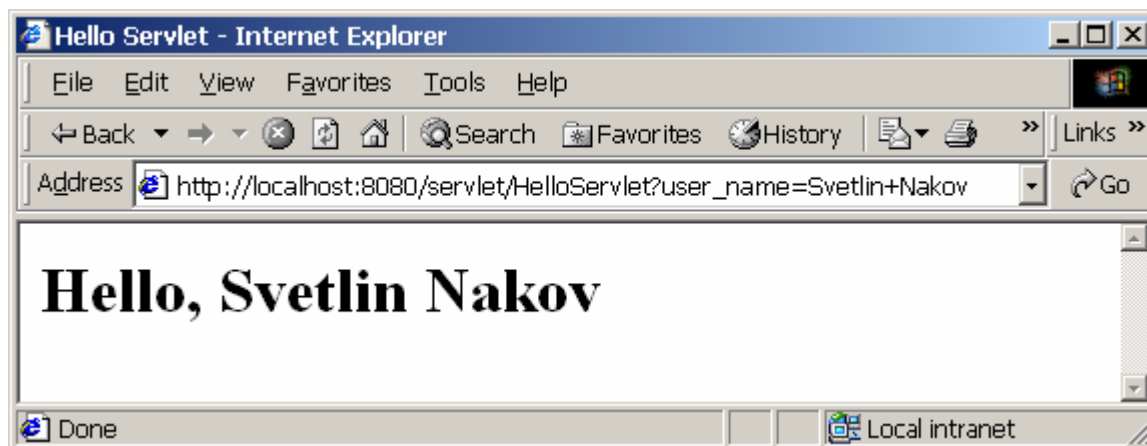 Hello Servlet - Internet Explorer
File Edit View Favorites Tools Help
Back Search Favorites History » Links »
Address http://localhost:8080/servlet/HelloServlet?user_name=Svetlin+Nakov Go
Hello, Svetlin Nakov
Done Local intranet